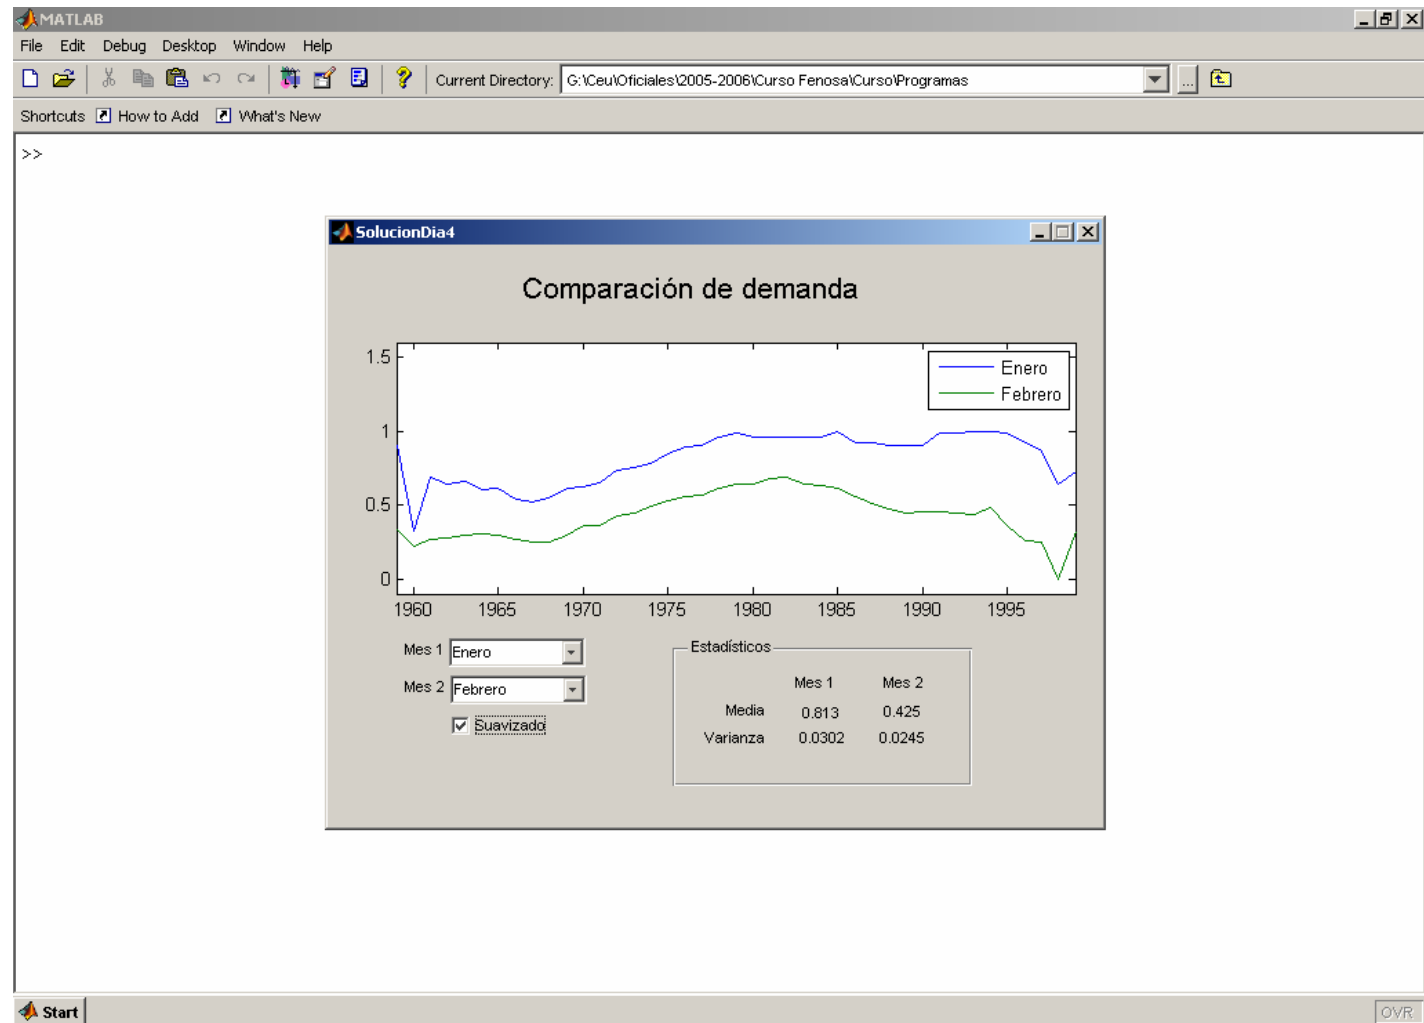 MATLAB
File Edit Debug Desktop Window Help
Current Directory: G:\Ceu\Oficiales\2005-2006\Curso Fenosa\Curso\Programas ...
Shortcuts How to Add What's New
>>
SolucionDia4
Comparación de demanda
1.5
1
0.5
0
Enero
Febrero
1960 1965 1970 1975 1980 1985 1990 1995
Mes 1 Enero
Mes 2 Febrero
Suavizado
Estadísticos
Mes 1 Mes 2
Media 0.813 0.425
Varianza 0.0302 0.0245
Start OVR